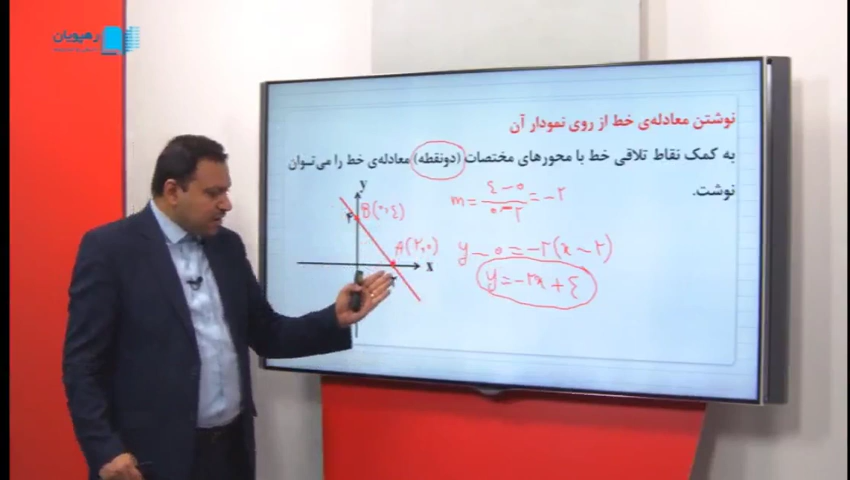 رهپویان
نوشتن معادله‌ی خط از روی نمودار آن
به کمک نقاط تلاقی خط با محورهای مختصات (دونقطه) معادله‌ی خط را می‌توان
نوشت.
y
۴
B(۰,۴)
A(۲,۰)
x
۲
m = (۴-۰)/(۰-۲) = -۲
y - ۰ = -۲(x - ۲)
y = -۲x + ۴